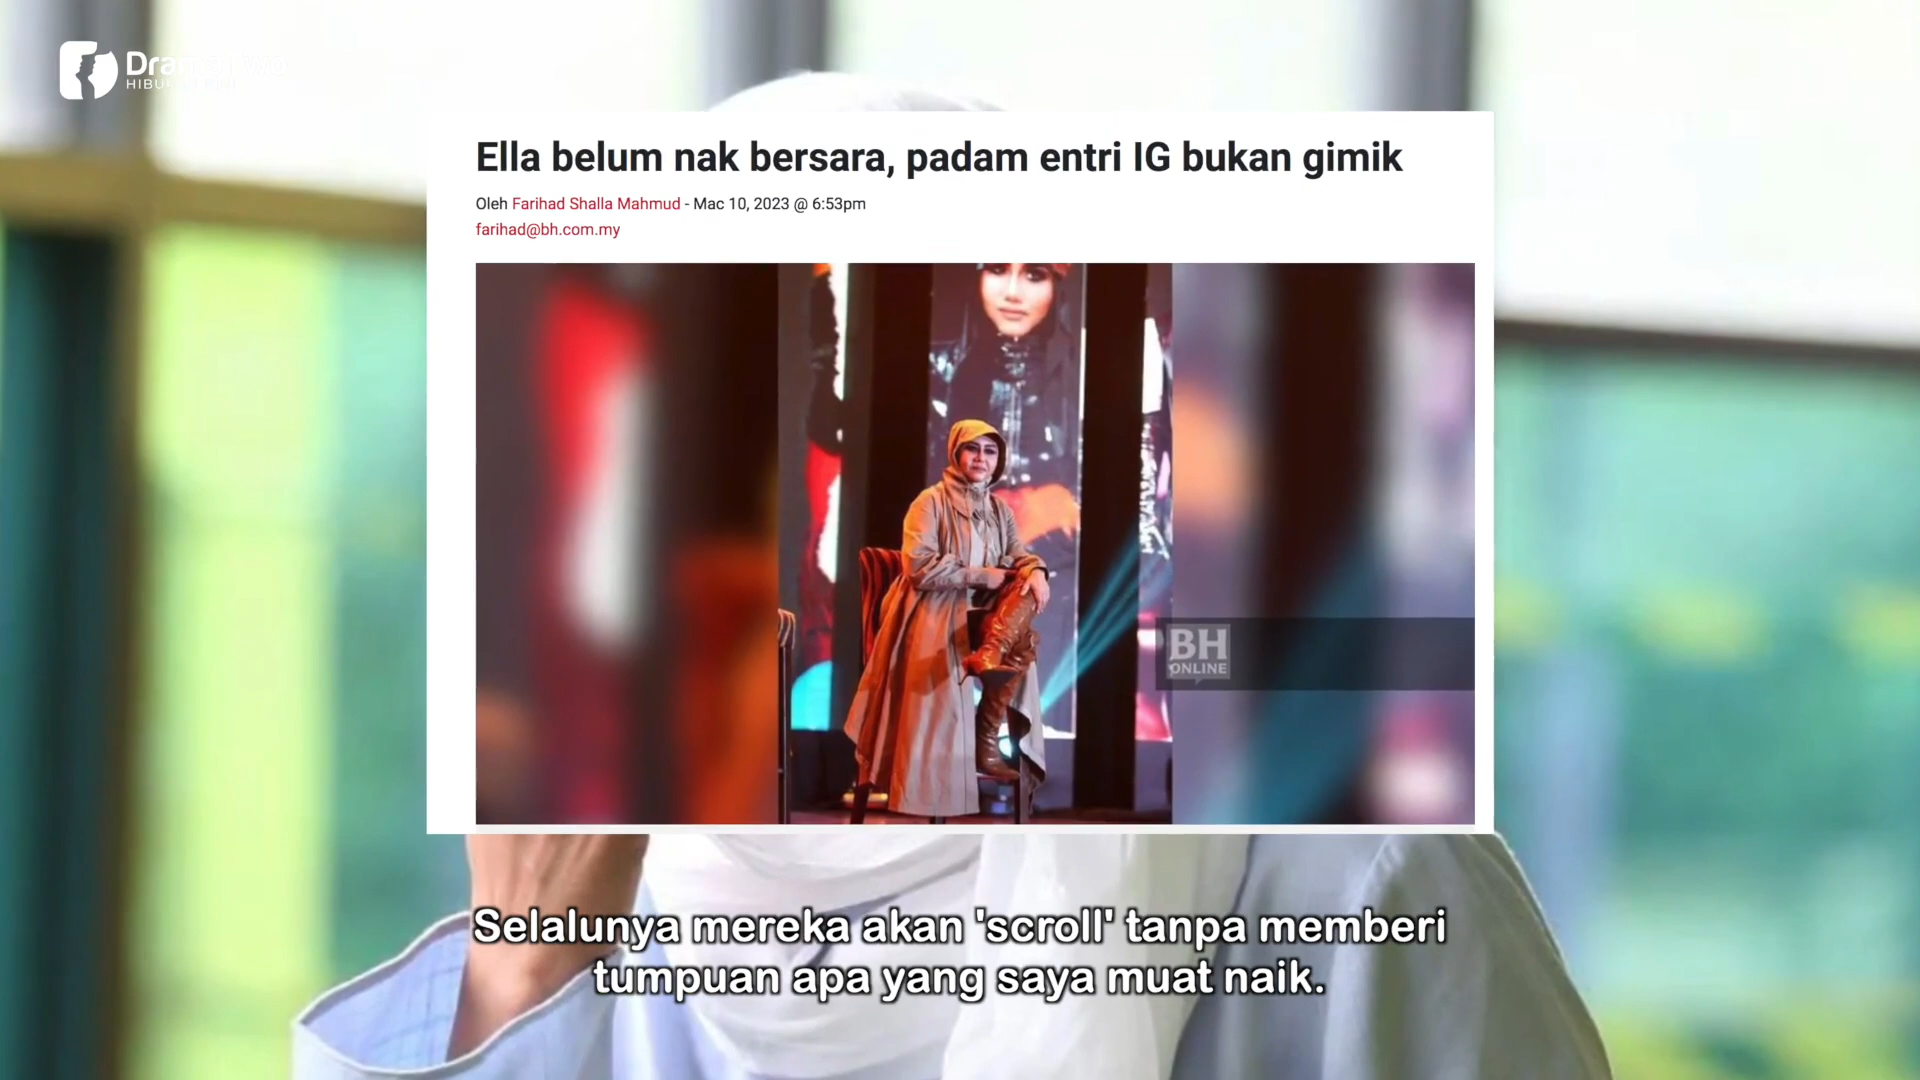 Ella belum nak bersara, padam entri IG bukan gimik
Oleh Farihad Shalla Mahmud - Mac 10, 2023 @ 6:53pm
farihad@bh.com.my
BH
ONLINE
Selalunya mereka akan 'scroll' tanpa memberi
tumpuan apa yang saya muat naik.